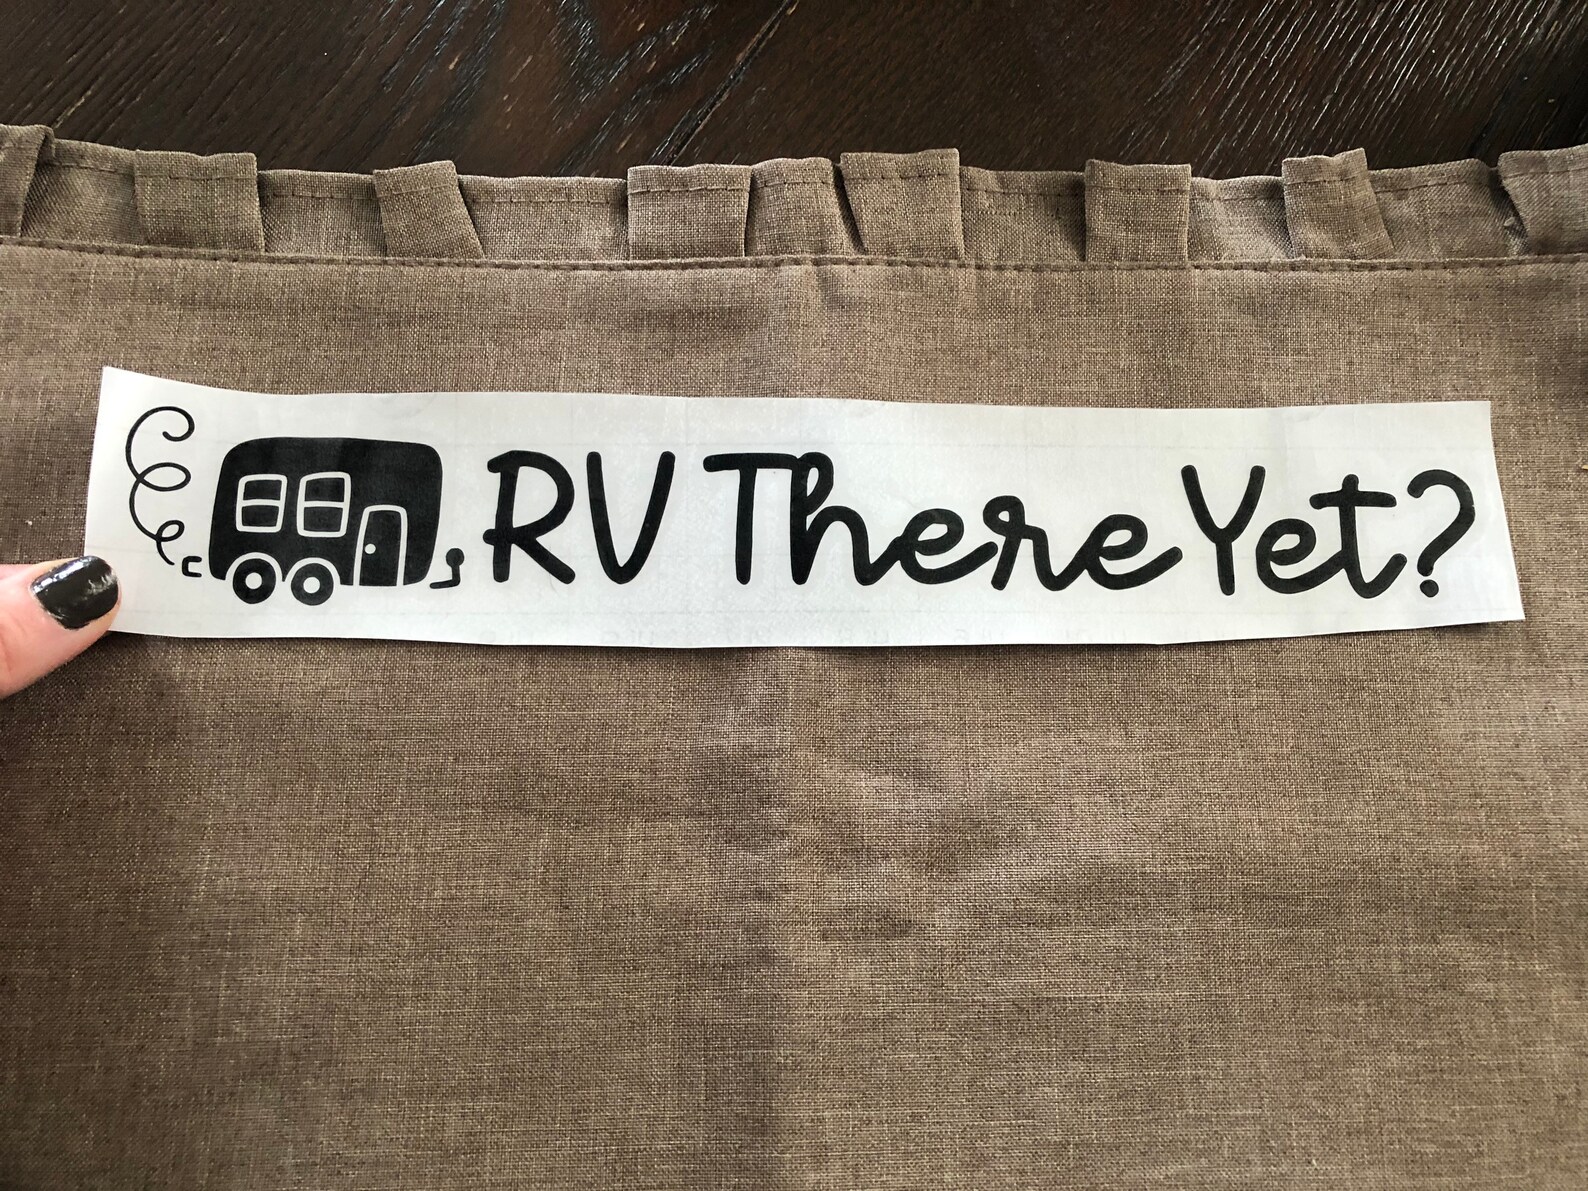 RV There Yet?